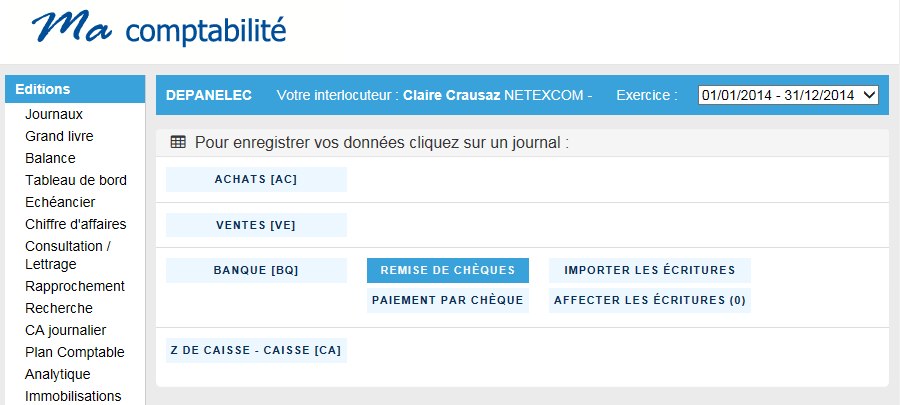 Ma comptabilité
Editions
Journaux
Grand livre
Balance
Tableau de bord
Echéancier
Chiffre d'affaires
Consultation /
Lettrage
Rapprochement
Recherche
CA journalier
Plan Comptable
Analytique
Immobilisations
DEPANELEC Votre interlocuteur : Claire Crausaz NETEXCOM - Exercice : 01/01/2014 - 31/12/2014
Pour enregistrer vos données cliquez sur un journal :
ACHATS [AC]
VENTES [VE]
BANQUE [BQ] REMISE DE CHÈQUES IMPORTER LES ÉCRITURES
PAIEMENT PAR CHÈQUE AFFECTER LES ÉCRITURES (0)
Z DE CAISSE - CAISSE [CA]